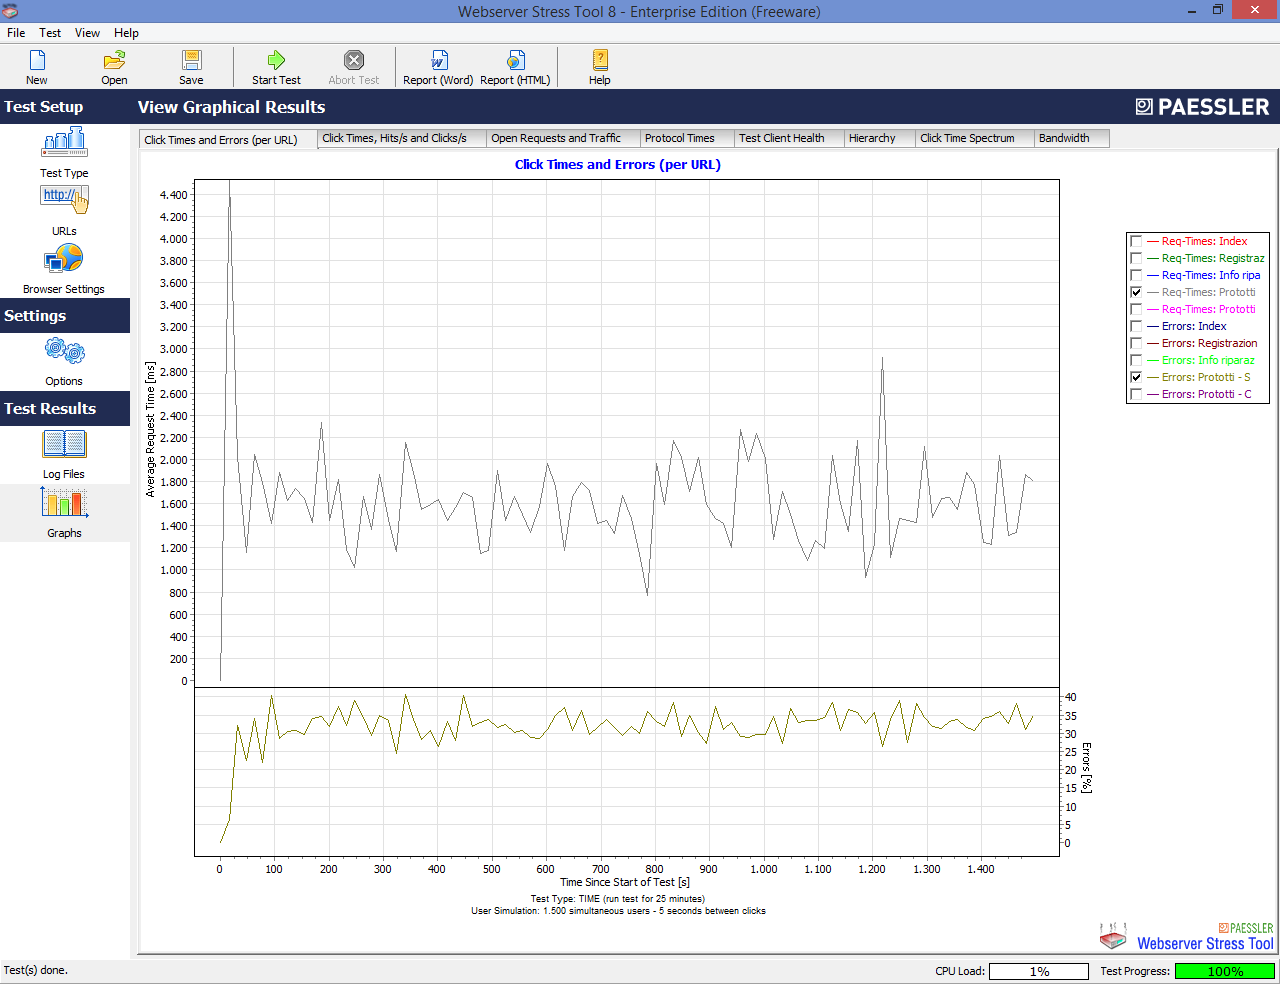 Webserver Stress Tool 8 - Enterprise Edition (Freeware)
File Test View Help
New Open Save Start Test Abort Test Report (Word) Report (HTML) Help
Test Setup
View Graphical Results
PAESSLER
Click Times and Errors (per URL) Click Times, Hits/s and Clicks/s Open Requests and Traffic Protocol Times Test Client Health Hierarchy Click Time Spectrum Bandwidth
Test Type
http://
URLs
Browser Settings
Settings
Options
Test Results
Log Files
Graphs
Click Times and Errors (per URL)
Average Request Time [ms]
4.400
4.200
4.000
3.800
3.600
3.400
3.200
3.000
2.800
2.600
2.400
2.200
2.000
1.800
1.600
1.400
1.200
1.000
800
600
400
200
0
40
35
30
25
20
15
10
5
0
Errors [%]
0 100 200 300 400 500 600 700 800 900 1.000 1.100 1.200 1.300 1.400
Time Since Start of Test [s]
Test Type: TIME (run test for 25 minutes)
User Simulation: 1.500 simultaneous users - 5 seconds between clicks
Req-Times: Index
Req-Times: Registraz
Req-Times: Info ripa
Req-Times: Prototti
Req-Times: Prototti
Errors: Index
Errors: Registrazion
Errors: Info riparaz
Errors: Prototti - S
Errors: Prototti - C
PAESSLER
Webserver Stress Tool
Test(s) done.
CPU Load: 1% Test Progress: 100%